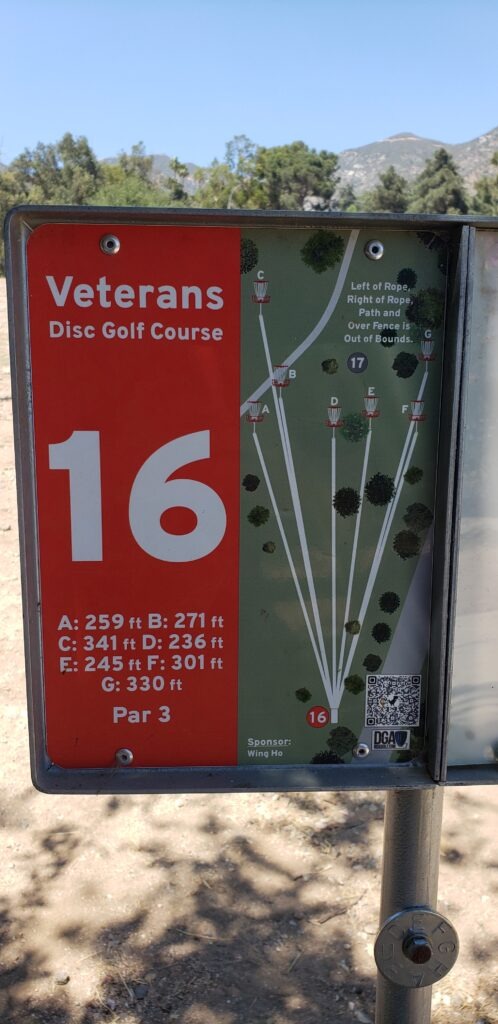 Veterans
Disc Golf Course
16
A: 259 ft B: 271 ft
C: 341 ft D: 236 ft
E: 245 ft F: 301 ft
G: 330 ft
Par 3
C
Left of Rope,
Right of Rope,
Path and
Over Fence is
Out of Bounds.
G
17
B
E
A
D
F
16
Sponsor:
Wing Ho
DGA
E
F
G